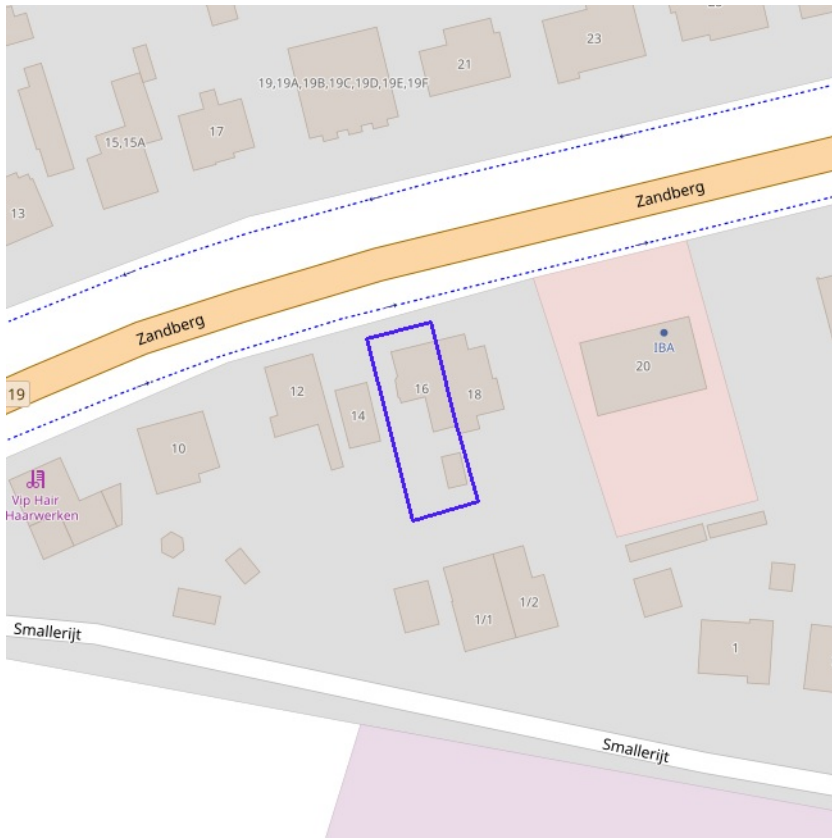 23
21
19,19A,19B,19C,19D,19E,19F
17
15,15A
13
Zandberg
Zandberg
IBA
20
19
12
16
18
14
10
Vip Hair
Haarwerken
1/2
1/1
Smallerijt
1
Smallerijt